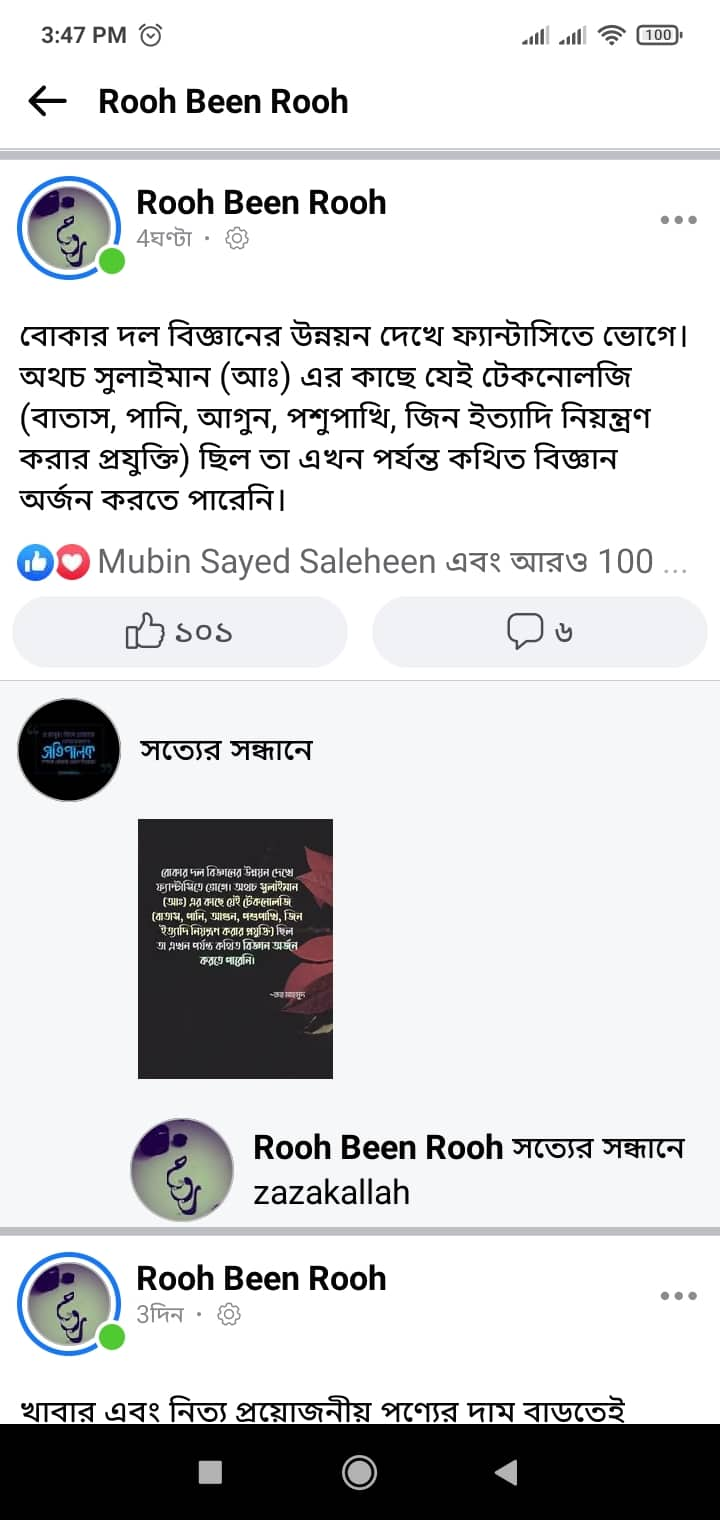 3:47 PM
100
Rooh Been Rooh
Rooh Been Rooh
4ঘণ্টা ·
বোকার দল বিজ্ঞানের উন্নয়ন দেখে ফ্যান্টাসিতে ভোগে।
অথচ সুলাইমান (আঃ) এর কাছে যেই টেকনোলজি
(বাতাস, পানি, আগুন, পশুপাখি, জিন ইত্যাদি নিয়ন্ত্রণ
করার প্রযুক্তি) ছিল তা এখন পর্যন্ত কথিত বিজ্ঞান
অর্জন করতে পারেনি।
Mubin Sayed Saleheen এবং আরও 100 ...
১০১
৬
প্রতিপালক
সত্যের সন্ধানে
বোকার দল বিজ্ঞানের উন্নয়ন দেখে
ফ্যান্টাসিতে ভোগে। অথচ সুলাইমান
(আঃ) এর কাছে যেই টেকনোলজি
(বাতাস, পানি, আগুন, পশুপাখি, জিন
ইত্যাদি নিয়ন্ত্রণ করার প্রযুক্তি) ছিল
তা এখন পর্যন্ত কথিত বিজ্ঞান অর্জন
করতে পারেনি।
Rooh Been Rooh সত্যের সন্ধানে
zazakallah
Rooh Been Rooh
3দিন ·
খাবার এবং নিত্য প্রয়োজনীয় পণ্যের দাম বাড়তেই